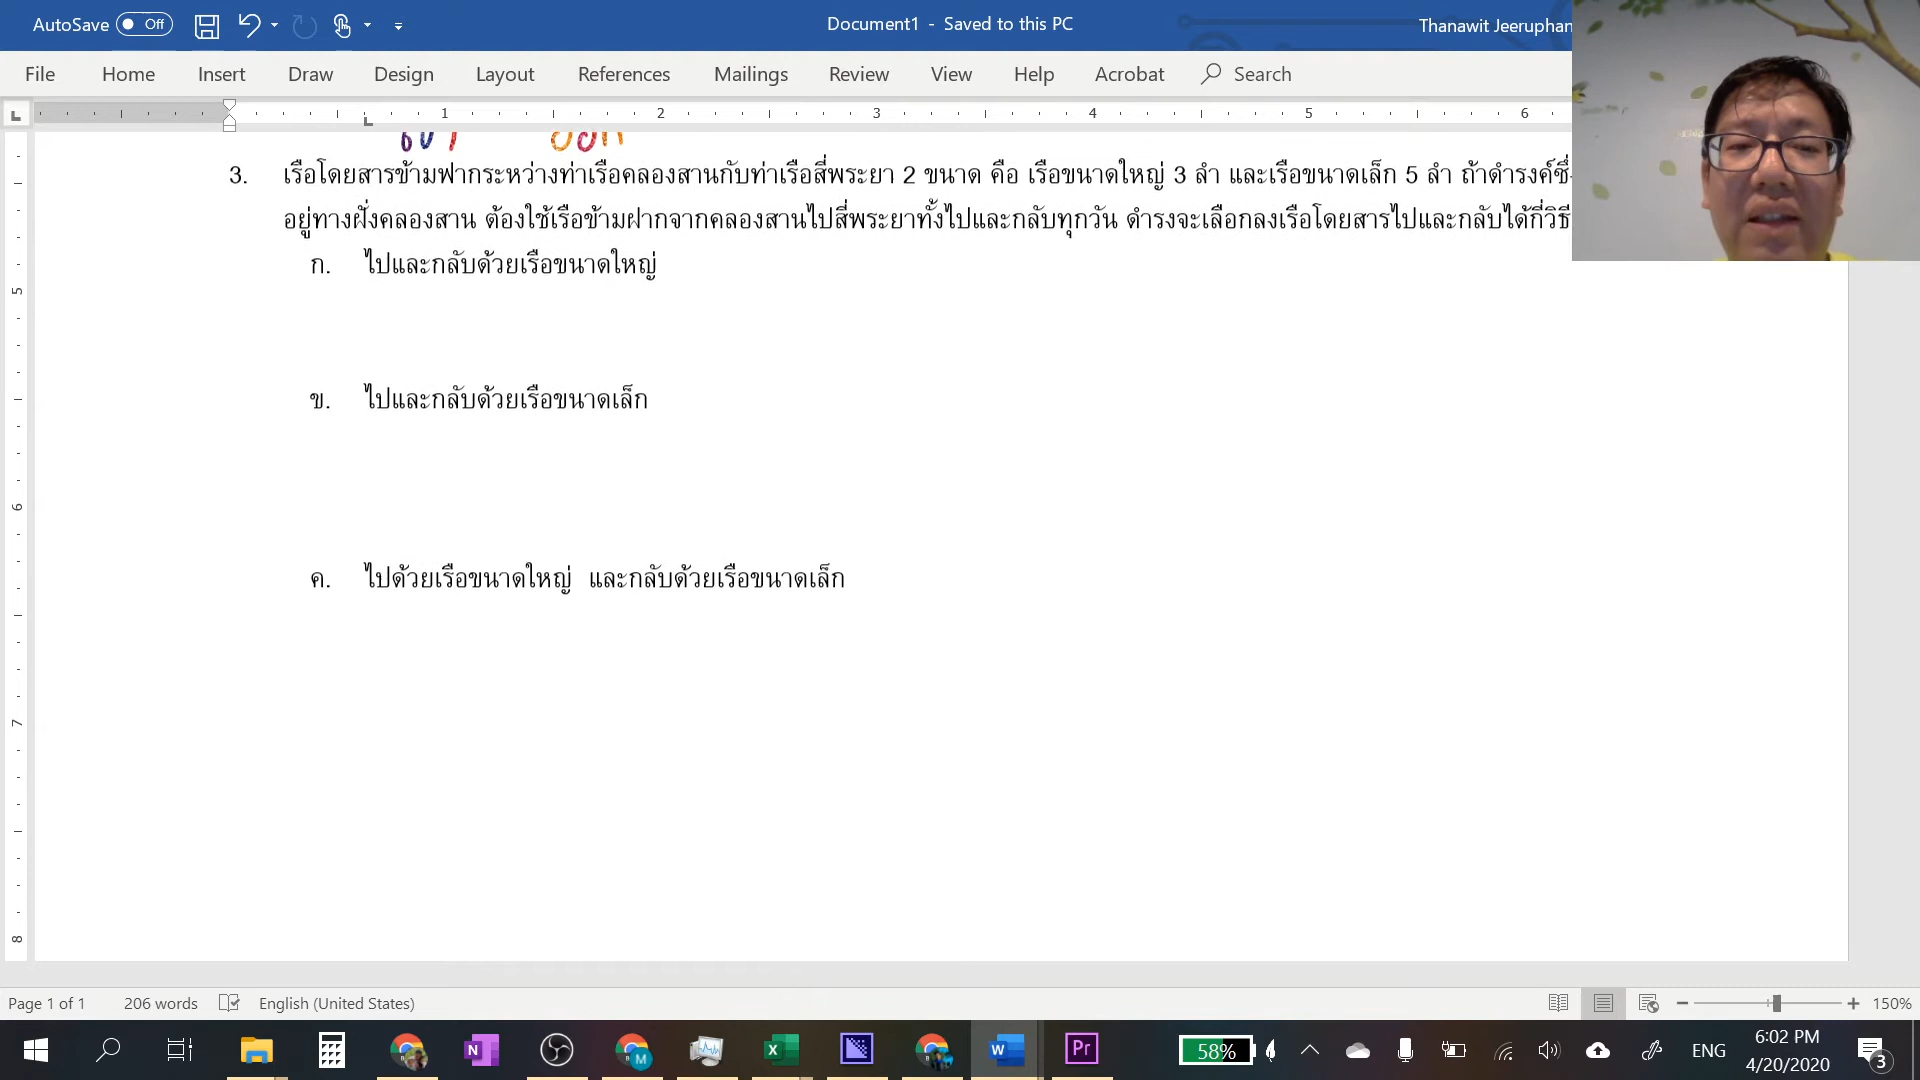 AutoSave Off Document1 - Saved to this PC Thanawit Jeeruphan
File Home Insert Draw Design Layout References Mailings Review View Help Acrobat Search
1 2 3 4 5 6
3. เรือโดยสารข้ามฟากระหว่างท่าเรือคลองสานกับท่าเรือสี่พระยา 2 ขนาด คือ เรือขนาดใหญ่ 3 ลำ และเรือขนาดเล็ก 5 ลำ ถ้าดำรงค์ซึ่ง
อยู่ทางฝั่งคลองสาน ต้องใช้เรือข้ามฝากจากคลองสานไปสี่พระยาทั้งไปและกลับทุกวัน ดำรงจะเลือกลงเรือโดยสารไปและกลับได้กี่วิธี
ก. ไปและกลับด้วยเรือขนาดใหญ่
5
ข. ไปและกลับด้วยเรือขนาดเล็ก
6
ค. ไปด้วยเรือขนาดใหญ่ และกลับด้วยเรือขนาดเล็ก
7
8
Page 1 of 1 206 words English (United States) 150%
58% ENG 6:02 PM
4/20/2020 3